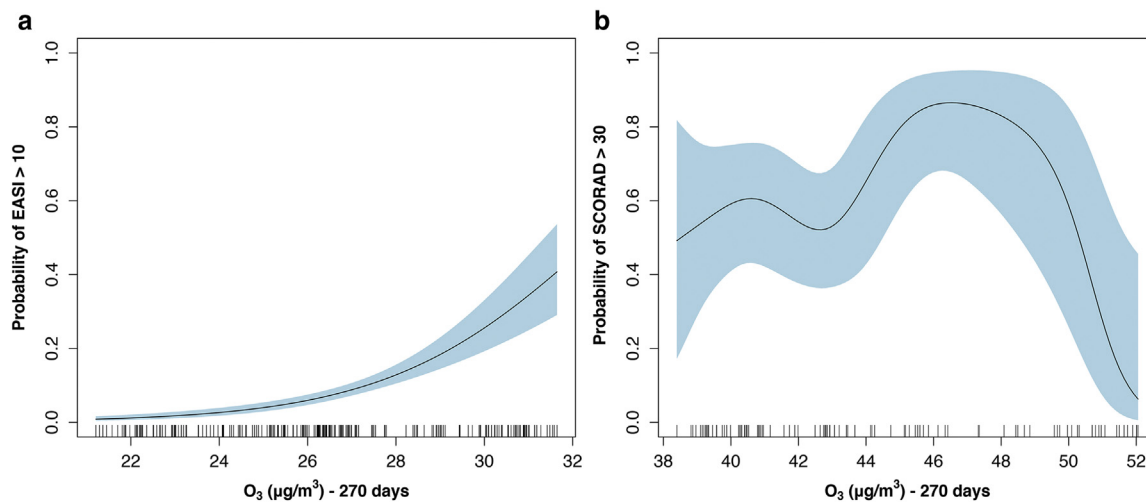 a
Probability of EASI > 10
1.0
0.8
0.6
0.4
0.2
0.0
22 24 26 28 30 32
O₃ (µg/m³) - 270 days
b
Probability of SCORAD > 30
1.0
0.8
0.6
0.4
0.2
0.0
38 40 42 44 46 48 50 52
O₃ (µg/m³) - 270 days